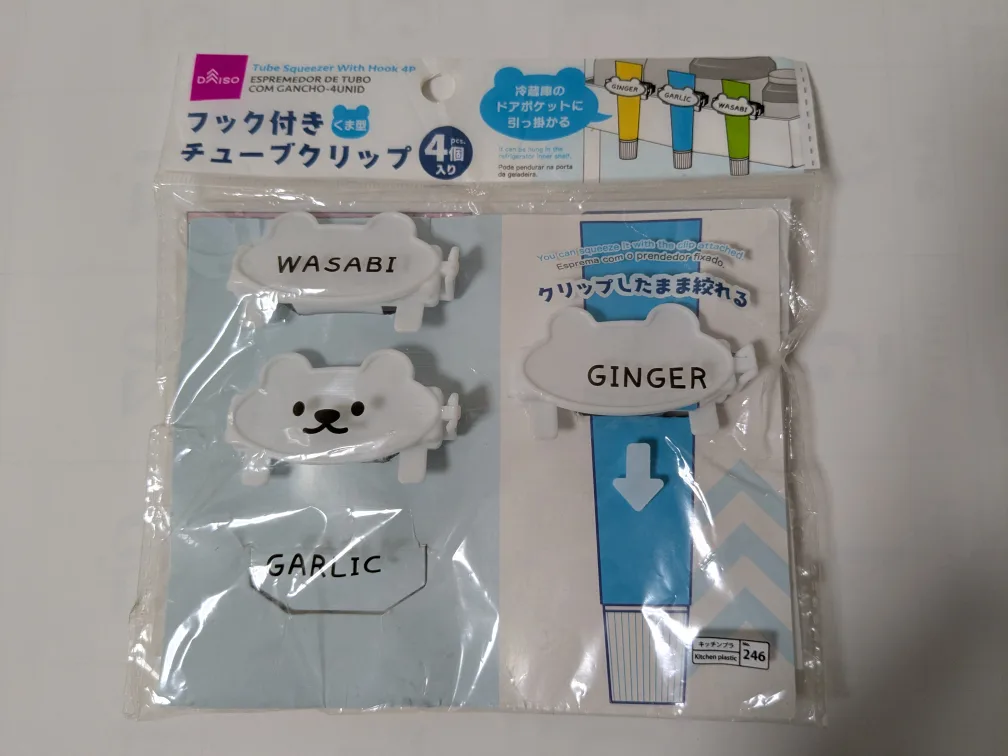 DAISO
Tube Squeezer With Hook 4P
ESPREMEDOR DE TUBO
COM GANCHO-4UNID
フック付き
くま型
チューブクリップ
4個
pcs.
入り
冷蔵庫の
ドアポケットに
引っ掛かる
It can be hung in the
refrigerator inner shelf.
Pode pendurar na porta
da geladeira.
GINGER
GARLIC
WASABI
WASABI
GARLIC
You can squeeze it with the clip attached
Esprema com o prendedor fixado.
クリップしたまま絞れる
GINGER
キッチンプラ
Kitchen plastic
No.
246